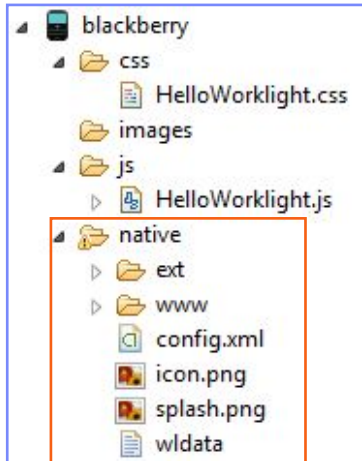 blackberry
css
HelloWorklight.css
images
js
HelloWorklight.js
native
ext
www
config.xml
icon.png
splash.png
wldata